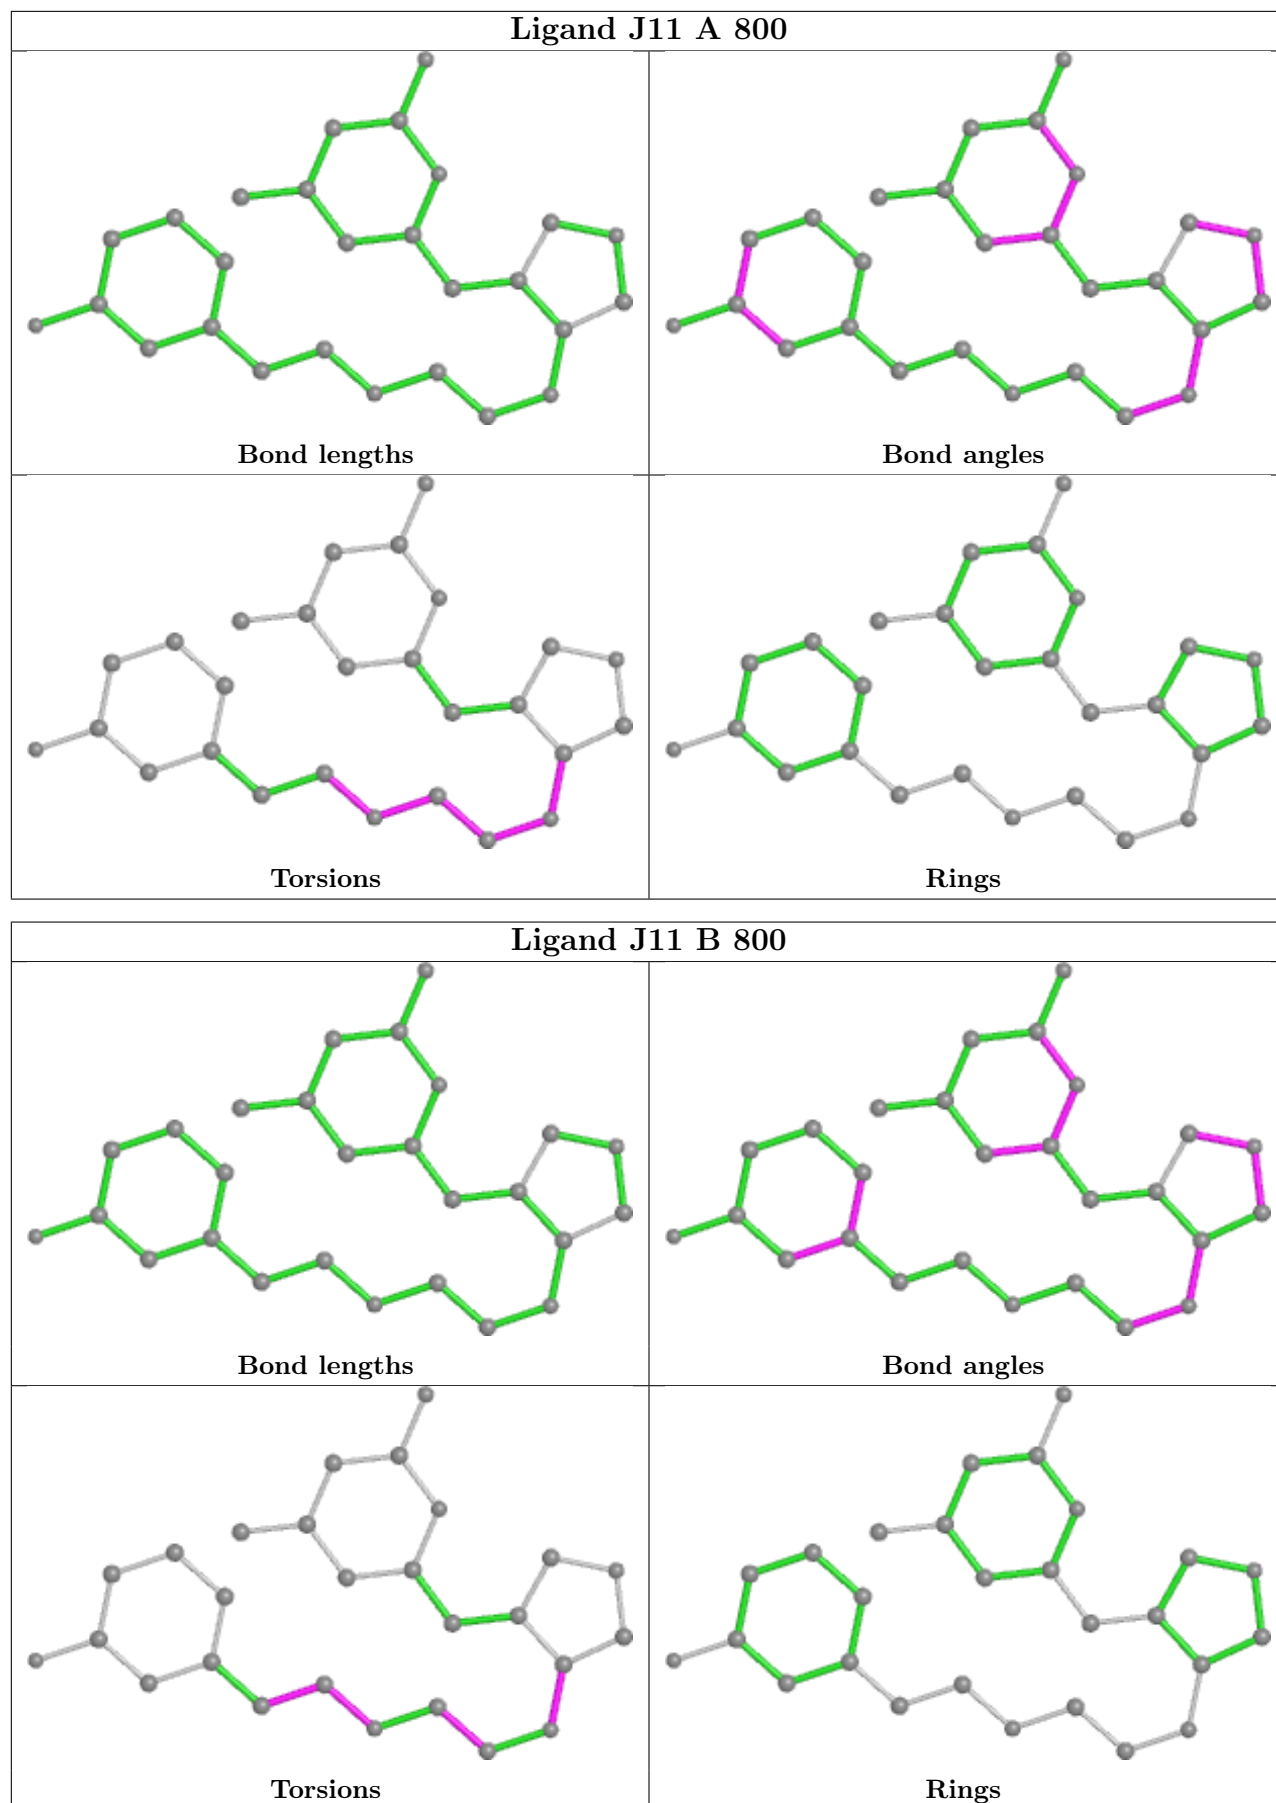 Ligand J11 A 800
Bond lengths
Bond angles
Torsions
Rings
Ligand J11 B 800
Bond lengths
Bond angles
Torsions
Rings